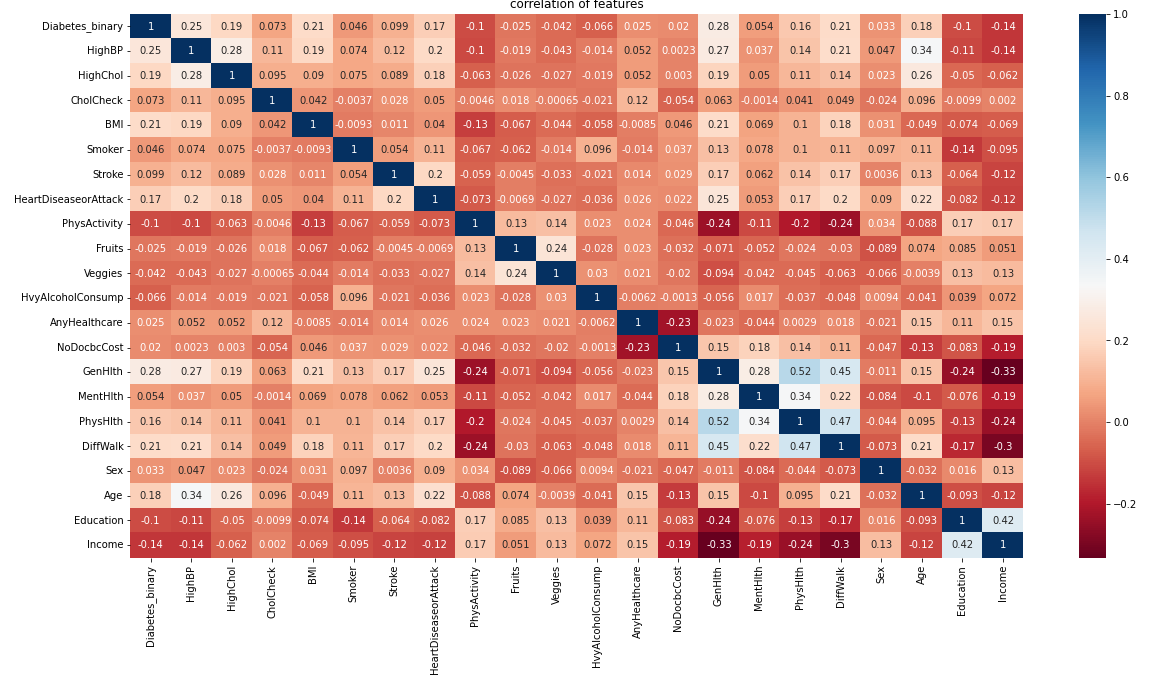 correlation of features
Diabetes_binary 1 0.25 0.19 0.073 0.21 0.046 0.099 0.17 -0.1 -0.025 -0.042 -0.066 0.025 0.02 0.28 0.054 0.16 0.21 0.033 0.18 -0.1 -0.14
HighBP 0.25 1 0.28 0.11 0.19 0.074 0.12 0.2 -0.1 -0.019 -0.043 -0.014 0.052 0.0023 0.27 0.037 0.14 0.21 0.047 0.34 -0.11 -0.14
HighChol 0.19 0.28 1 0.095 0.09 0.075 0.089 0.18 -0.063 -0.026 -0.027 -0.019 0.052 0.003 0.19 0.05 0.11 0.14 0.023 0.26 -0.05 -0.062
CholCheck 0.073 0.11 0.095 1 0.042 -0.0037 0.028 0.05 -0.0046 0.018 -0.00065 -0.021 0.12 -0.054 0.063 -0.0014 0.041 0.049 -0.024 0.096 -0.0099 0.002
BMI 0.21 0.19 0.09 0.042 1 -0.0093 0.011 0.04 -0.13 -0.067 -0.044 -0.058 -0.0085 0.046 0.21 0.069 0.1 0.18 0.031 -0.049 -0.074 -0.069
Smoker 0.046 0.074 0.075 -0.0037 -0.0093 1 0.054 0.11 -0.067 -0.062 -0.014 0.096 -0.014 0.037 0.13 0.078 0.1 0.11 0.097 0.11 -0.14 -0.095
Stroke 0.099 0.12 0.089 0.028 0.011 0.054 1 0.2 -0.059 -0.0045 -0.033 -0.021 0.014 0.029 0.17 0.062 0.14 0.17 0.0036 0.13 -0.064 -0.12
HeartDiseaseorAttack 0.17 0.2 0.18 0.05 0.04 0.11 0.2 1 -0.073 -0.0069 -0.027 -0.036 0.026 0.022 0.25 0.053 0.17 0.2 0.09 0.22 -0.082 -0.12
PhysActivity -0.1 -0.1 -0.063 -0.0046 -0.13 -0.067 -0.059 -0.073 1 0.13 0.14 0.023 0.024 -0.046 -0.24 -0.11 -0.2 -0.24 0.034 -0.088 0.17 0.17
Fruits -0.025 -0.019 -0.026 0.018 -0.067 -0.062 -0.0045 -0.0069 0.13 1 0.24 -0.028 0.023 -0.032 -0.071 -0.052 -0.024 -0.03 -0.089 0.074 0.085 0.051
Veggies -0.042 -0.043 -0.027 -0.00065 -0.044 -0.014 -0.033 -0.027 0.14 0.24 1 0.03 0.021 -0.02 -0.094 -0.042 -0.045 -0.063 -0.066 -0.0039 0.13 0.13
HvyAlcoholConsump -0.066 -0.014 -0.019 -0.021 -0.058 0.096 -0.021 -0.036 0.023 -0.028 0.03 1 -0.0062 -0.0013 -0.056 0.017 -0.037 -0.048 0.0094 -0.041 0.039 0.072
AnyHealthcare 0.025 0.052 0.052 0.12 -0.0085 -0.014 0.014 0.026 0.024 0.023 0.021 -0.0062 1 -0.23 -0.023 -0.044 0.0029 0.018 -0.021 0.15 0.11 0.15
NoDocbcCost 0.02 0.0023 0.003 -0.054 0.046 0.037 0.029 0.022 -0.046 -0.032 -0.02 -0.0013 -0.23 1 0.15 0.18 0.14 0.11 -0.047 -0.13 -0.083 -0.19
GenHlth 0.28 0.27 0.19 0.063 0.21 0.13 0.17 0.25 -0.24 -0.071 -0.094 -0.056 -0.023 0.15 1 0.28 0.52 0.45 -0.011 0.15 -0.24 -0.33
MentHlth 0.054 0.037 0.05 -0.0014 0.069 0.078 0.062 0.053 -0.11 -0.052 -0.042 0.017 -0.044 0.18 0.28 1 0.34 0.22 -0.084 -0.1 -0.076 -0.19
PhysHlth 0.16 0.14 0.11 0.041 0.1 0.1 0.14 0.17 -0.2 -0.024 -0.045 -0.037 0.0029 0.14 0.52 0.34 1 0.47 -0.044 0.095 -0.13 -0.24
DiffWalk 0.21 0.21 0.14 0.049 0.18 0.11 0.17 0.2 -0.24 -0.03 -0.063 -0.048 0.018 0.11 0.45 0.22 0.47 1 -0.073 0.21 -0.17 -0.3
Sex 0.033 0.047 0.023 -0.024 0.031 0.097 0.0036 0.09 0.034 -0.089 -0.066 0.0094 -0.021 -0.047 -0.011 -0.084 -0.044 -0.073 1 -0.032 0.016 0.13
Age 0.18 0.34 0.26 0.096 -0.049 0.11 0.13 0.22 -0.088 0.074 -0.0039 -0.041 0.15 -0.13 0.15 -0.1 0.095 0.21 -0.032 1 -0.093 -0.12
Education -0.1 -0.11 -0.05 -0.0099 -0.074 -0.14 -0.064 -0.082 0.17 0.085 0.13 0.039 0.11 -0.083 -0.24 -0.076 -0.13 -0.17 0.016 -0.093 1 0.42
Income -0.14 -0.14 -0.062 0.002 -0.069 -0.095 -0.12 -0.12 0.17 0.051 0.13 0.072 0.15 -0.19 -0.33 -0.19 -0.24 -0.3 0.13 -0.12 0.42 1
Diabetes_binary
HighBP
HighChol
CholCheck
BMI
Smoker
Stroke
HeartDiseaseorAttack
PhysActivity
Fruits
Veggies
HvyAlcoholConsump
AnyHealthcare
NoDocbcCost
GenHlth
MentHlth
PhysHlth
DiffWalk
Sex
Age
Education
Income
1.0
0.8
0.6
0.4
0.2
0.0
−0.2